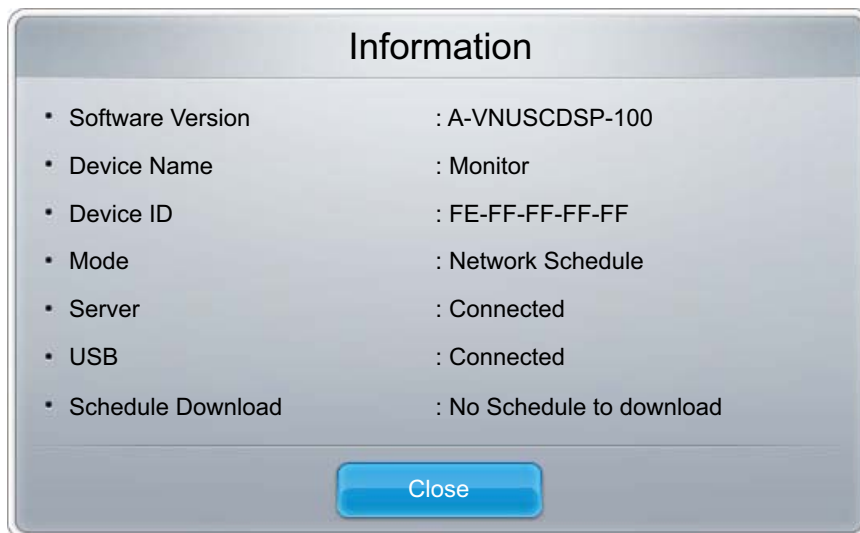 Information
• Software Version : A-VNUSCDSP-100
• Device Name : Monitor
• Device ID : FE-FF-FF-FF-FF
• Mode : Network Schedule
• Server : Connected
• USB : Connected
• Schedule Download : No Schedule to download
Close